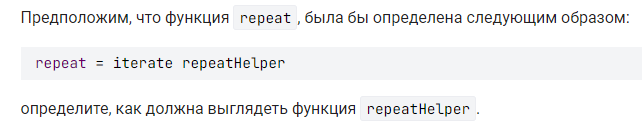 Предположим, что функция repeat, была бы определена следующим образом:
repeat = iterate repeatHelper
определите, как должна выглядеть функция repeatHelper.